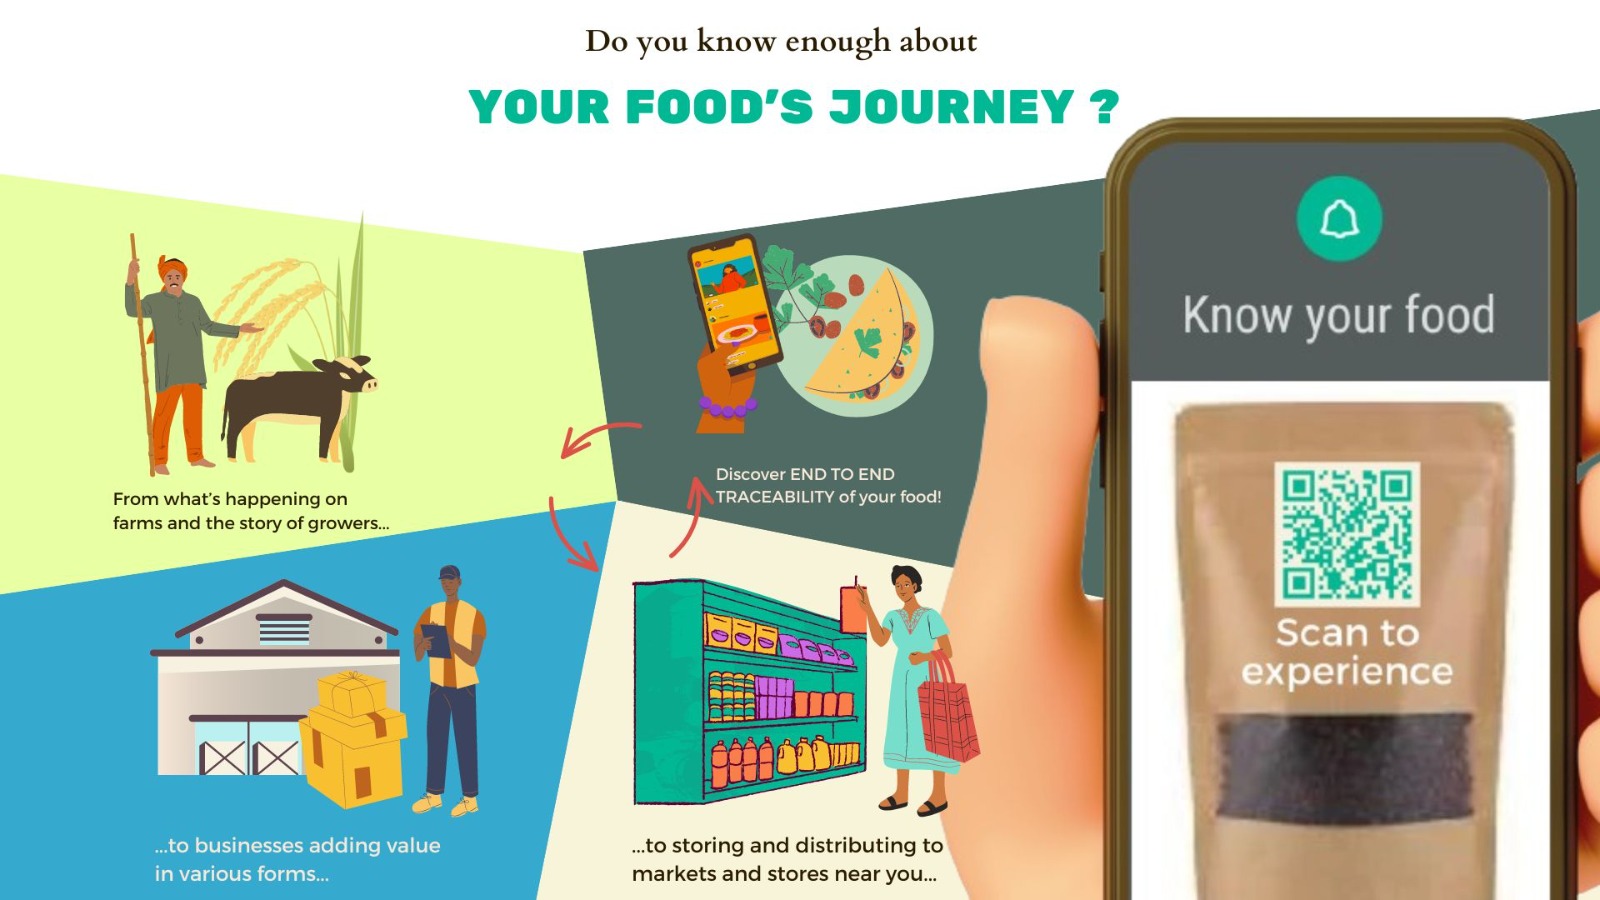 Do you know enough about
YOUR FOOD'S JOURNEY ?
Know your food
Scan to
experience
From what's happening on
farms and the story of growers...
Discover END TO END
TRACEABILITY of your food!
...to businesses adding value
in various forms...
...to storing and distributing to
markets and stores near you...